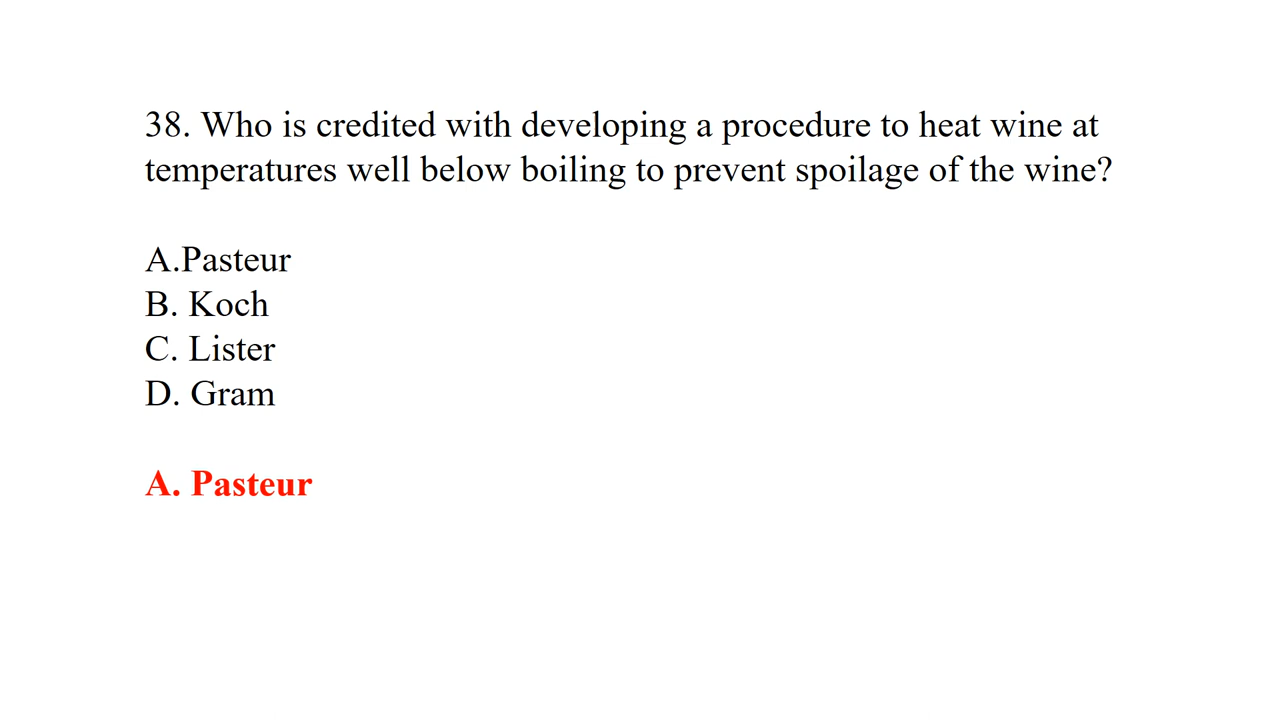 38. Who is credited with developing a procedure to heat wine at
temperatures well below boiling to prevent spoilage of the wine?
A.Pasteur
B. Koch
C. Lister
D. Gram
A. Pasteur